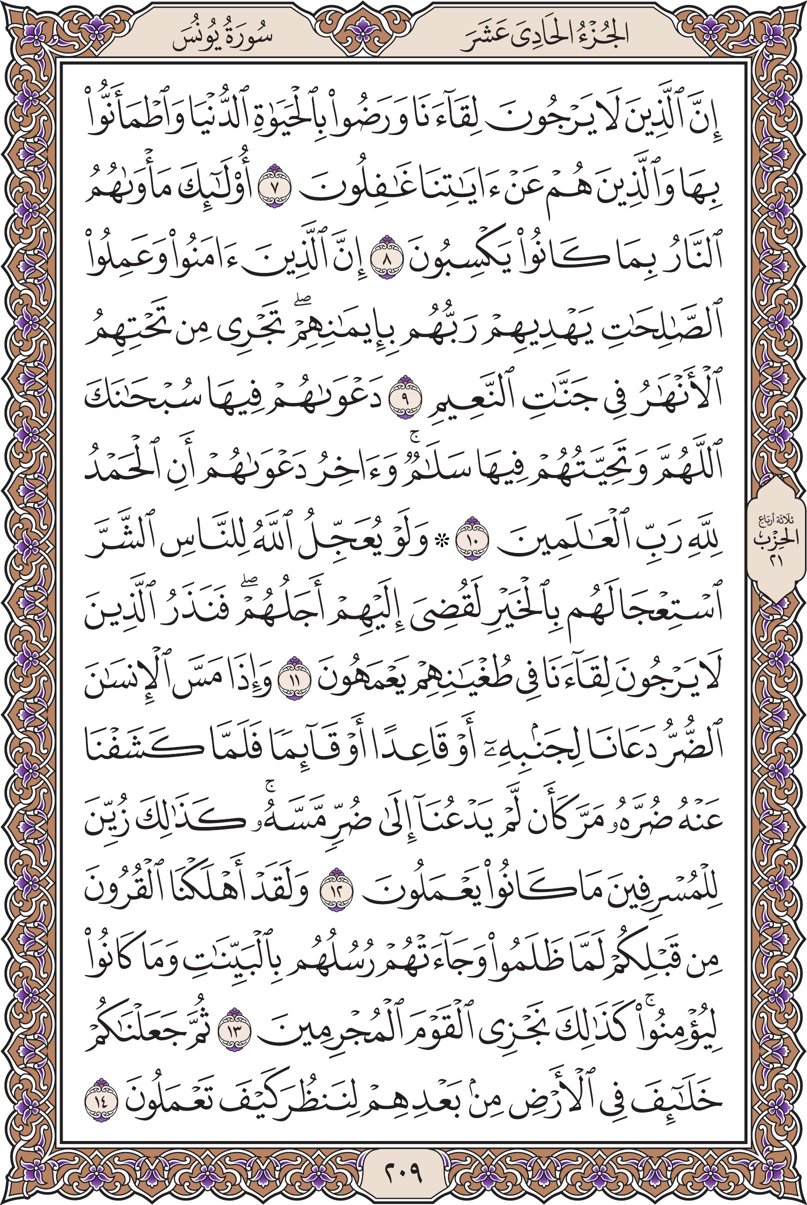 الجُزْءُ الحَادِىَ عَشَرَ
سُورَةُ يُونُسَ
إِنَّ ٱلَّذِينَ لَا يَرْجُونَ لِقَآءَنَا وَرَضُوا۟ بِٱلْحَيَوٰةِ ٱلدُّنْيَا وَٱطْمَأَنُّوا۟
بِهَا وَٱلَّذِينَ هُمْ عَنْ ءَايَٰتِنَا غَٰفِلُونَ ٧ أُو۟لَٰٓئِكَ مَأْوَىٰهُمُ
ٱلنَّارُ بِمَا كَانُوا۟ يَكْسِبُونَ ٨ إِنَّ ٱلَّذِينَ ءَامَنُوا۟ وَعَمِلُوا۟
ٱلصَّٰلِحَٰتِ يَهْدِيهِمْ رَبُّهُم بِإِيمَٰنِهِمْۖ تَجْرِى مِن تَحْتِهِمُ
ٱلْأَنْهَٰرُ فِى جَنَّٰتِ ٱلنَّعِيمِ ٩ دَعْوَىٰهُمْ فِيهَا سُبْحَٰنَكَ
ٱللَّهُمَّ وَتَحِيَّتُهُمْ فِيهَا سَلَٰمٌۚ وَءَاخِرُ دَعْوَىٰهُمْ أَنِ ٱلْحَمْدُ
لِلَّهِ رَبِّ ٱلْعَٰلَمِينَ ١٠ ۞ وَلَوْ يُعَجِّلُ ٱللَّهُ لِلنَّاسِ ٱلشَّرَّ
ٱسْتِعْجَالَهُم بِٱلْخَيْرِ لَقُضِىَ إِلَيْهِمْ أَجَلُهُمْۖ فَنَذَرُ ٱلَّذِينَ
لَا يَرْجُونَ لِقَآءَنَا فِى طُغْيَٰنِهِمْ يَعْمَهُونَ ١١ وَإِذَا مَسَّ ٱلْإِنسَٰنَ
ٱلضُّرُّ دَعَانَا لِجَنۢبِهِۦٓ أَوْ قَاعِدًا أَوْ قَآئِمًا فَلَمَّا كَشَفْنَا
عَنْهُ ضُرَّهُۥ مَرَّ كَأَن لَّمْ يَدْعُنَآ إِلَىٰ ضُرٍّ مَّسَّهُۥۚ كَذَٰلِكَ زُيِّنَ
لِلْمُسْرِفِينَ مَا كَانُوا۟ يَعْمَلُونَ ١٢ وَلَقَدْ أَهْلَكْنَا ٱلْقُرُونَ
مِن قَبْلِكُمْ لَمَّا ظَلَمُوا۟ وَجَآءَتْهُمْ رُسُلُهُم بِٱلْبَيِّنَٰتِ وَمَا كَانُوا۟
لِيُؤْمِنُوا۟ۚ كَذَٰلِكَ نَجْزِى ٱلْقَوْمَ ٱلْمُجْرِمِينَ ١٣ ثُمَّ جَعَلْنَٰكُمْ
خَلَٰٓئِفَ فِى ٱلْأَرْضِ مِنۢ بَعْدِهِمْ لِنَنظُرَ كَيْفَ تَعْمَلُونَ ١٤
ثلاثة أرباع
الحِزْب
٢١
٢٠٩